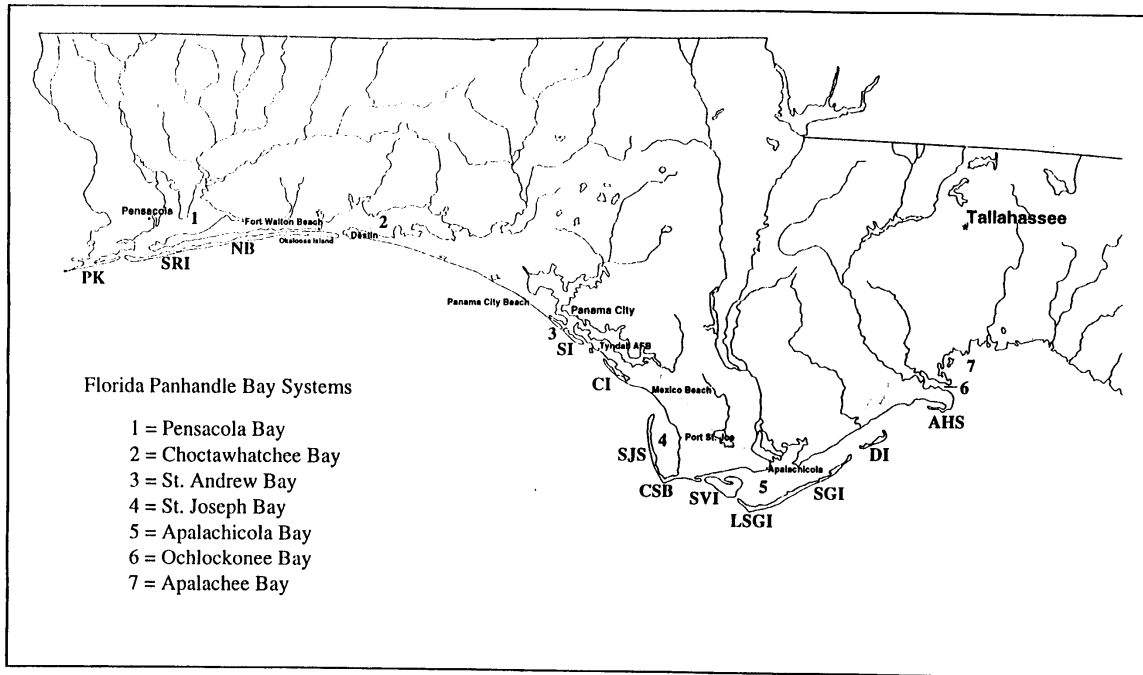 Tallahassee
Pensacola
1
Fort Walton Beach
2
Okaloosa Island
Destin
NB
SRI
PK
Panama City Beach
Panama City
3
SI
Tyndall AFB
CI
7
6
AHS
Mexico Beach
SJS
4
Port St. Joe
DI
Apalachicola
CSB
SVI
5
SGI
LSGI
Florida Panhandle Bay Systems
1 = Pensacola Bay
2 = Choctawhatchee Bay
3 = St. Andrew Bay
4 = St. Joseph Bay
5 = Apalachicola Bay
6 = Ochlockonee Bay
7 = Apalachee Bay